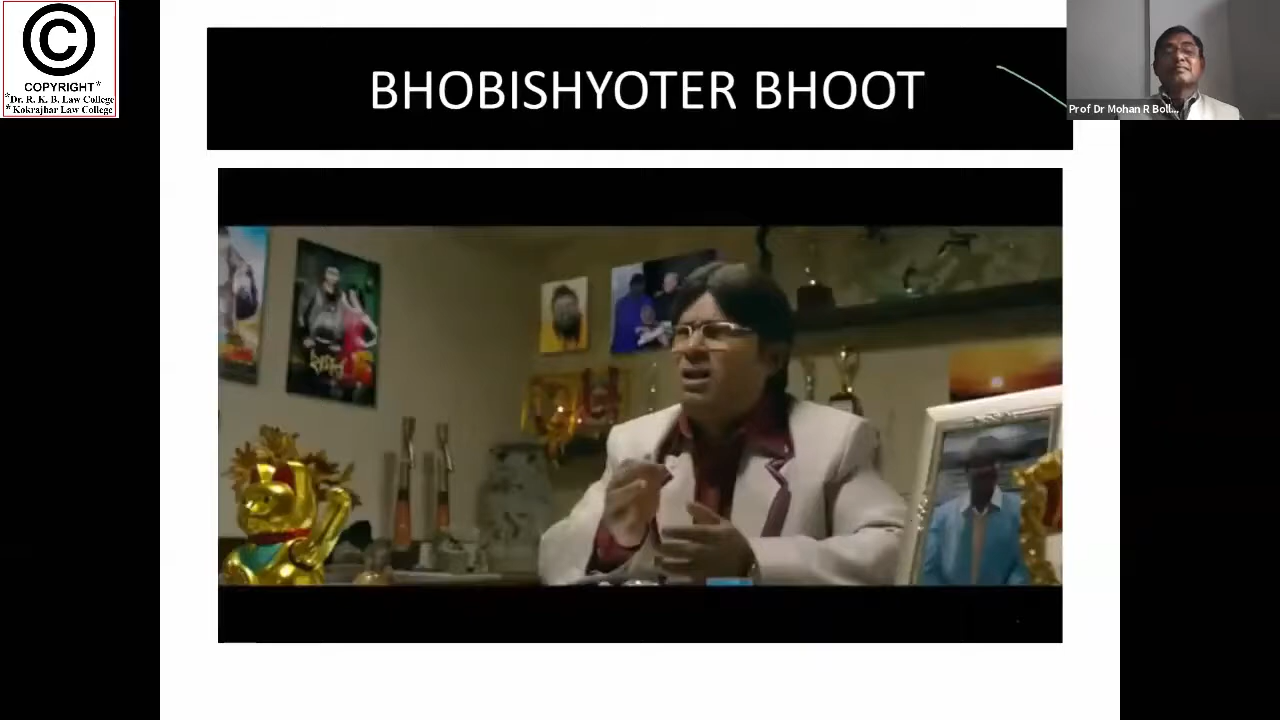 COPYRIGHT*
*Dr. R. K. B. Law College
*Kokrajhar Law College
BHOBISHYOTER BHOOT
Prof Dr Mohan R Boll...